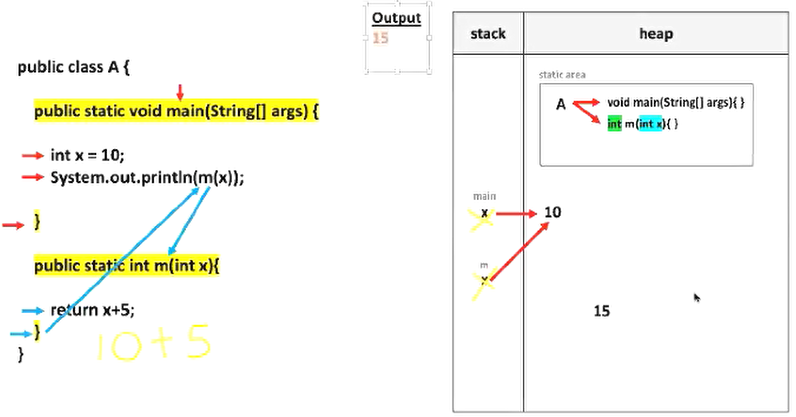 public class A {
public static void main(String[] args) {
int x = 10;
System.out.println(m(x));
}
public static int m(int x){
return x+5;
}
}
10+5
Output
15
stack
heap
static area
A
void main(String[] args){ }
int m(int x){ }
main
x
10
m
x
15